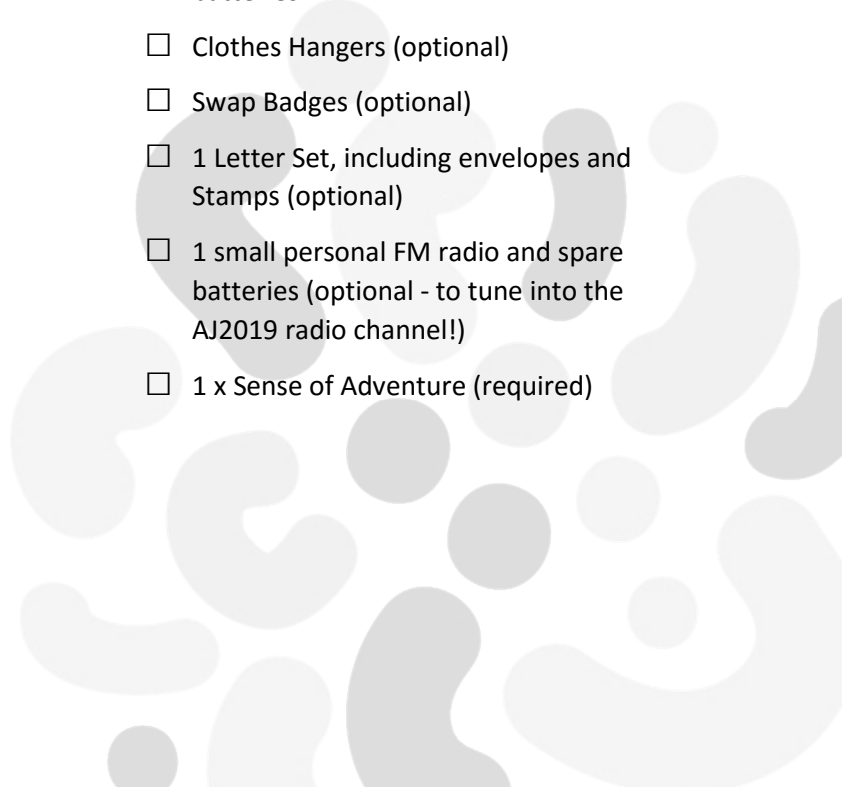 ☐ Clothes Hangers (optional)
☐ Swap Badges (optional)
☐ 1 Letter Set, including envelopes and
Stamps (optional)
☐ 1 small personal FM radio and spare
batteries (optional - to tune into the
AJ2019 radio channel!)
☐ 1 x Sense of Adventure (required)